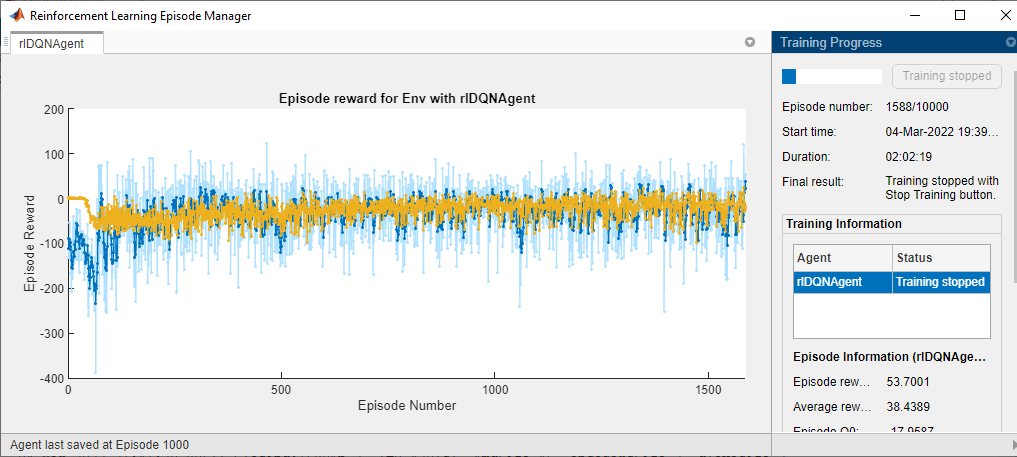 Reinforcement Learning Episode Manager
rlDQNAgent
Training Progress
Training stopped
Episode reward for Env with rlDQNAgent
200
100
0
-100
-200
-300
-400
Episode Reward
0
500
1000
1500
Episode Number
Episode number: 1588/10000
Start time: 04-Mar-2022 19:39...
Duration: 02:02:19
Final result: Training stopped with
Stop Training button.
Training Information
Agent Status
rlDQNAgent Training stopped
Episode Information (rlDQNAge...
Episode rew... 53.7001
Average rew... 38.4389
Episode Q0: -17.9587
Agent last saved at Episode 1000